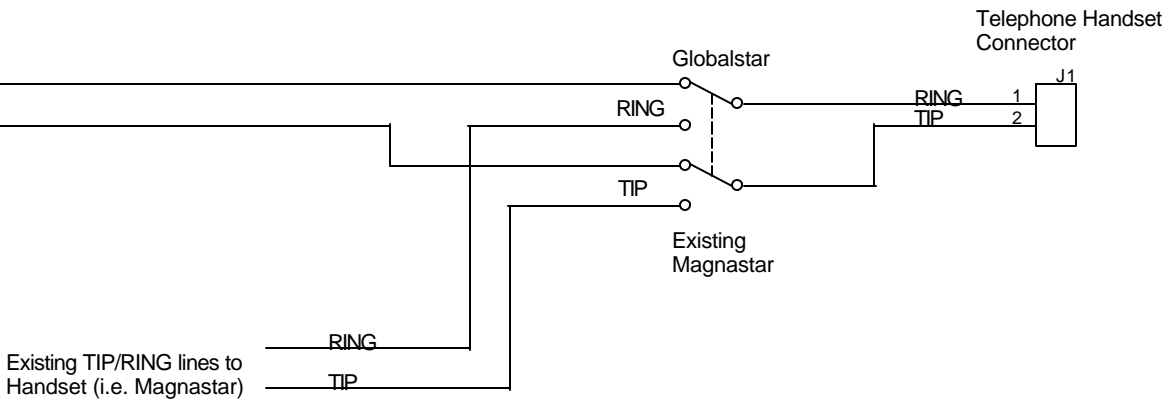 Telephone Handset
Connector
Globalstar
J1
RING 1
RING
TIP 2
TIP
Existing
Magnastar
RING
Existing TIP/RING lines to
Handset (i.e. Magnastar)
TIP